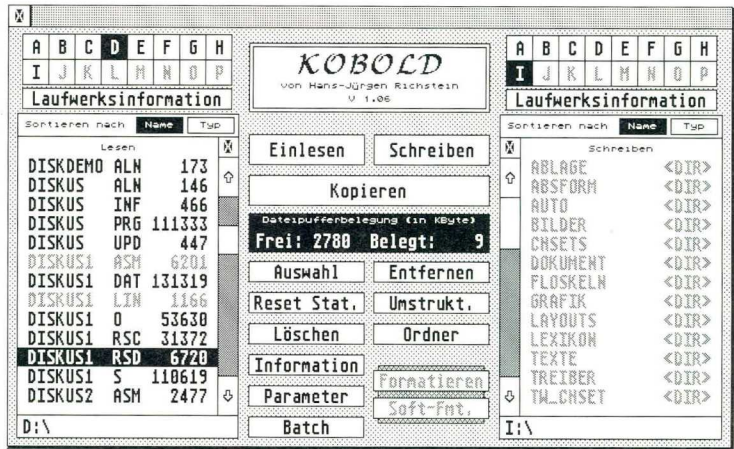 A B C D E F G H
I J K L M N O P
Laufwerksinformation
Sortieren nach Name Typ
Lesen
DISKDEMO ALN 173
DISKUS ALN 146
DISKUS INF 466
DISKUS PRG 111333
DISKUS UPD 447
DISKUS1 ASM 6201
DISKUS1 DAT 131319
DISKUS1 LIN 1166
DISKUS1 O 53630
DISKUS1 RSC 31372
DISKUS1 RSD 6720
DISKUS1 S 110619
DISKUS2 ASM 2477
D:\
KOBOLD
von Hans-Jürgen Richstein
V 1.06
Einlesen Schreiben
Kopieren
Dateipufferbelegung (in KByte)
Frei: 2780 Belegt: 9
Auswahl Entfernen
Reset Stat. Umstrukt.
Löschen Ordner
Information
Formatieren
Parameter
Soft-Fmt.
Batch
A B C D E F G H
I J K L M N O P
Laufwerksinformation
Sortieren nach Name Typ
Schreiben
ABLAGE <DIR>
ABSFORM <DIR>
AUTO <DIR>
BILDER <DIR>
CHSETS <DIR>
DOKUMENT <DIR>
FLOSKELN <DIR>
GRAFIK <DIR>
LAYOUTS <DIR>
LEXIKON <DIR>
TEXTE <DIR>
TREIBER <DIR>
TW_CHSET <DIR>
I:\